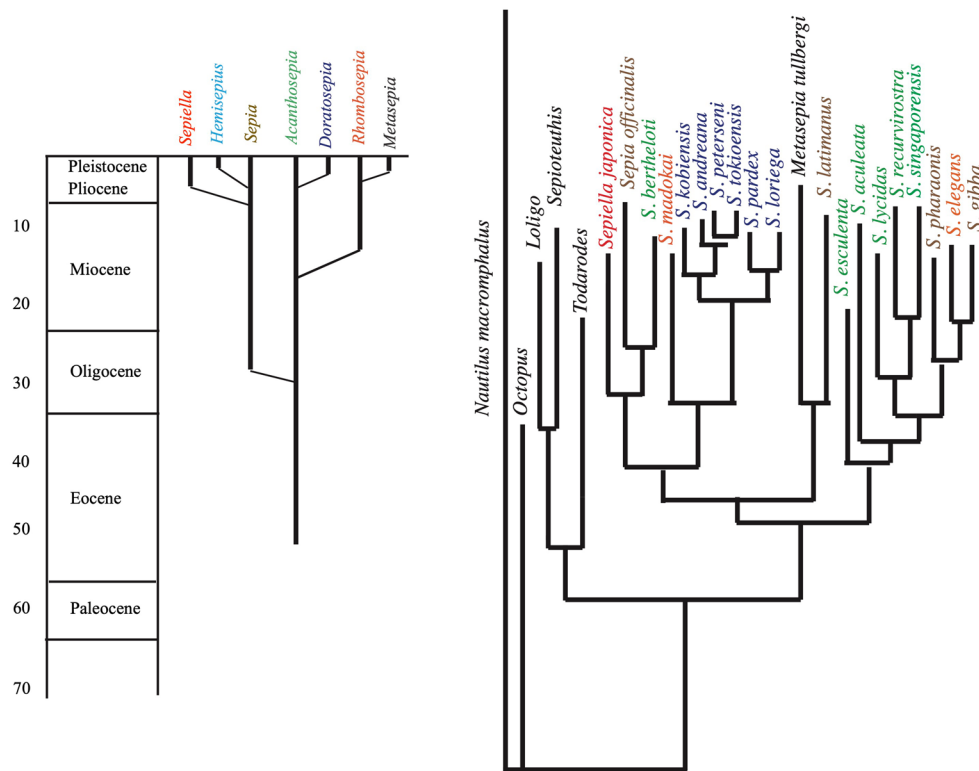 Sepiella
Hemisepius
Sepia
Acanthosepia
Doratosepia
Rhombosepia
Metasepia
Pleistocene
Pliocene
10
Miocene
20
Oligocene
30
40
Eocene
50
Paleocene
60
70
Nautilus macromphalus
Octopus
Loligo
Sepioteuthis
Todarodes
Sepiella japonica
Sepia officinalis
S. bertheloti
S. madokai
S. kobiensis
S. andreana
S. peterseni
S. tokioensis
S. pardex
S. loriega
Metasepia tullbergi
S. latimanus
S. esculenta
S. aculeata
S. lycidas
S. recurvirostra
S. singaporensis
S. pharaonis
S. elegans
S. gibba